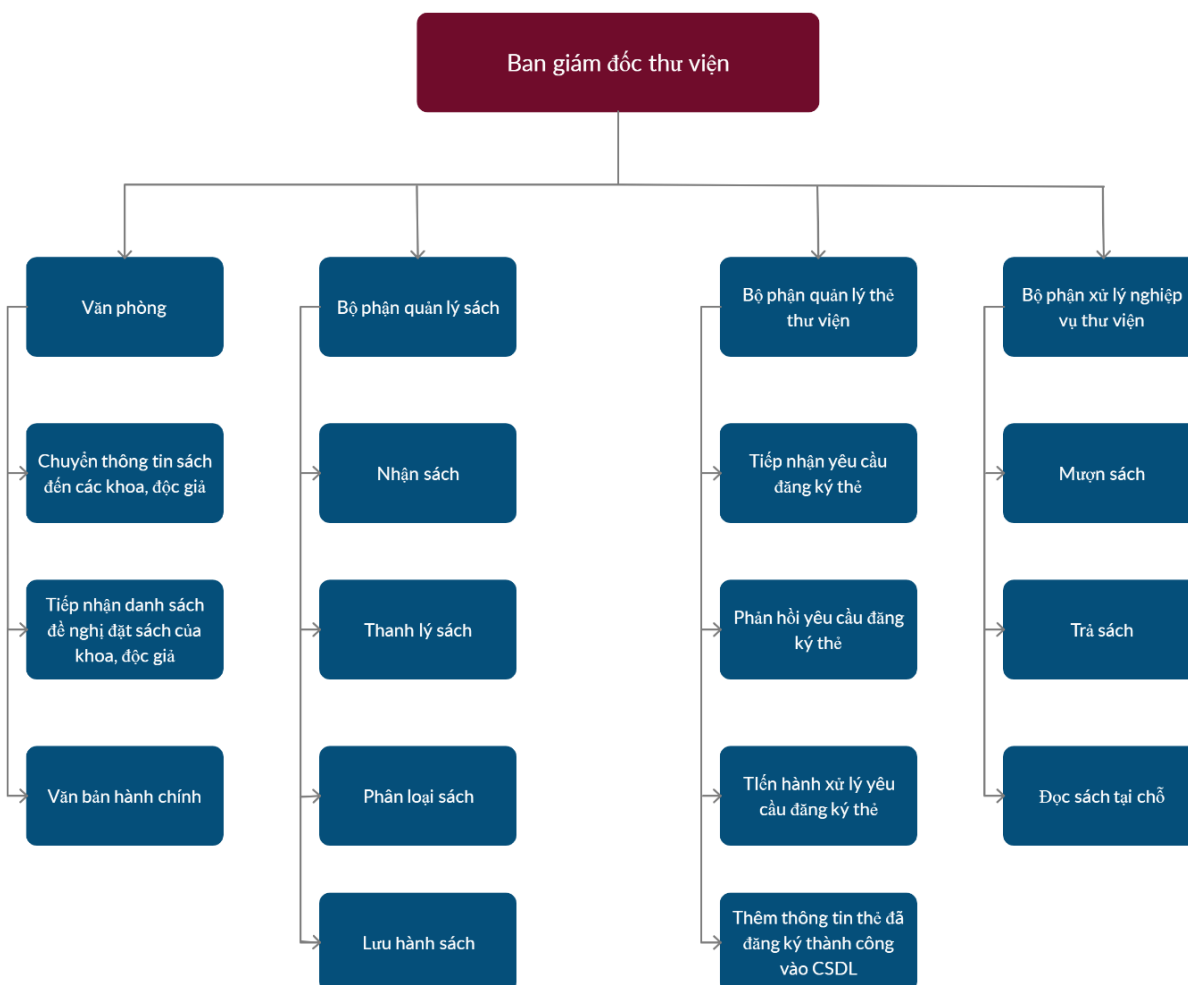 Ban giám đốc thư viện
Văn phòng
Bộ phận quản lý sách
Bộ phận quản lý thẻ
thư viện
Bộ phận xử lý nghiệp
vụ thư viện
Chuyển thông tin sách
đến các khoa, độc giả
Nhận sách
Tiếp nhận yêu cầu
đăng ký thẻ
Mượn sách
Tiếp nhận danh sách
đề nghị đặt sách của
khoa, độc giả
Thanh lý sách
Phản hồi yêu cầu đăng
ký thẻ
Trả sách
Văn bản hành chính
Phân loại sách
TIến hành xử lý yêu
cầu đăng ký thẻ
Đọc sách tại chỗ
Lưu hành sách
Thêm thông tin thẻ đã
đăng ký thành công
vào CSDL